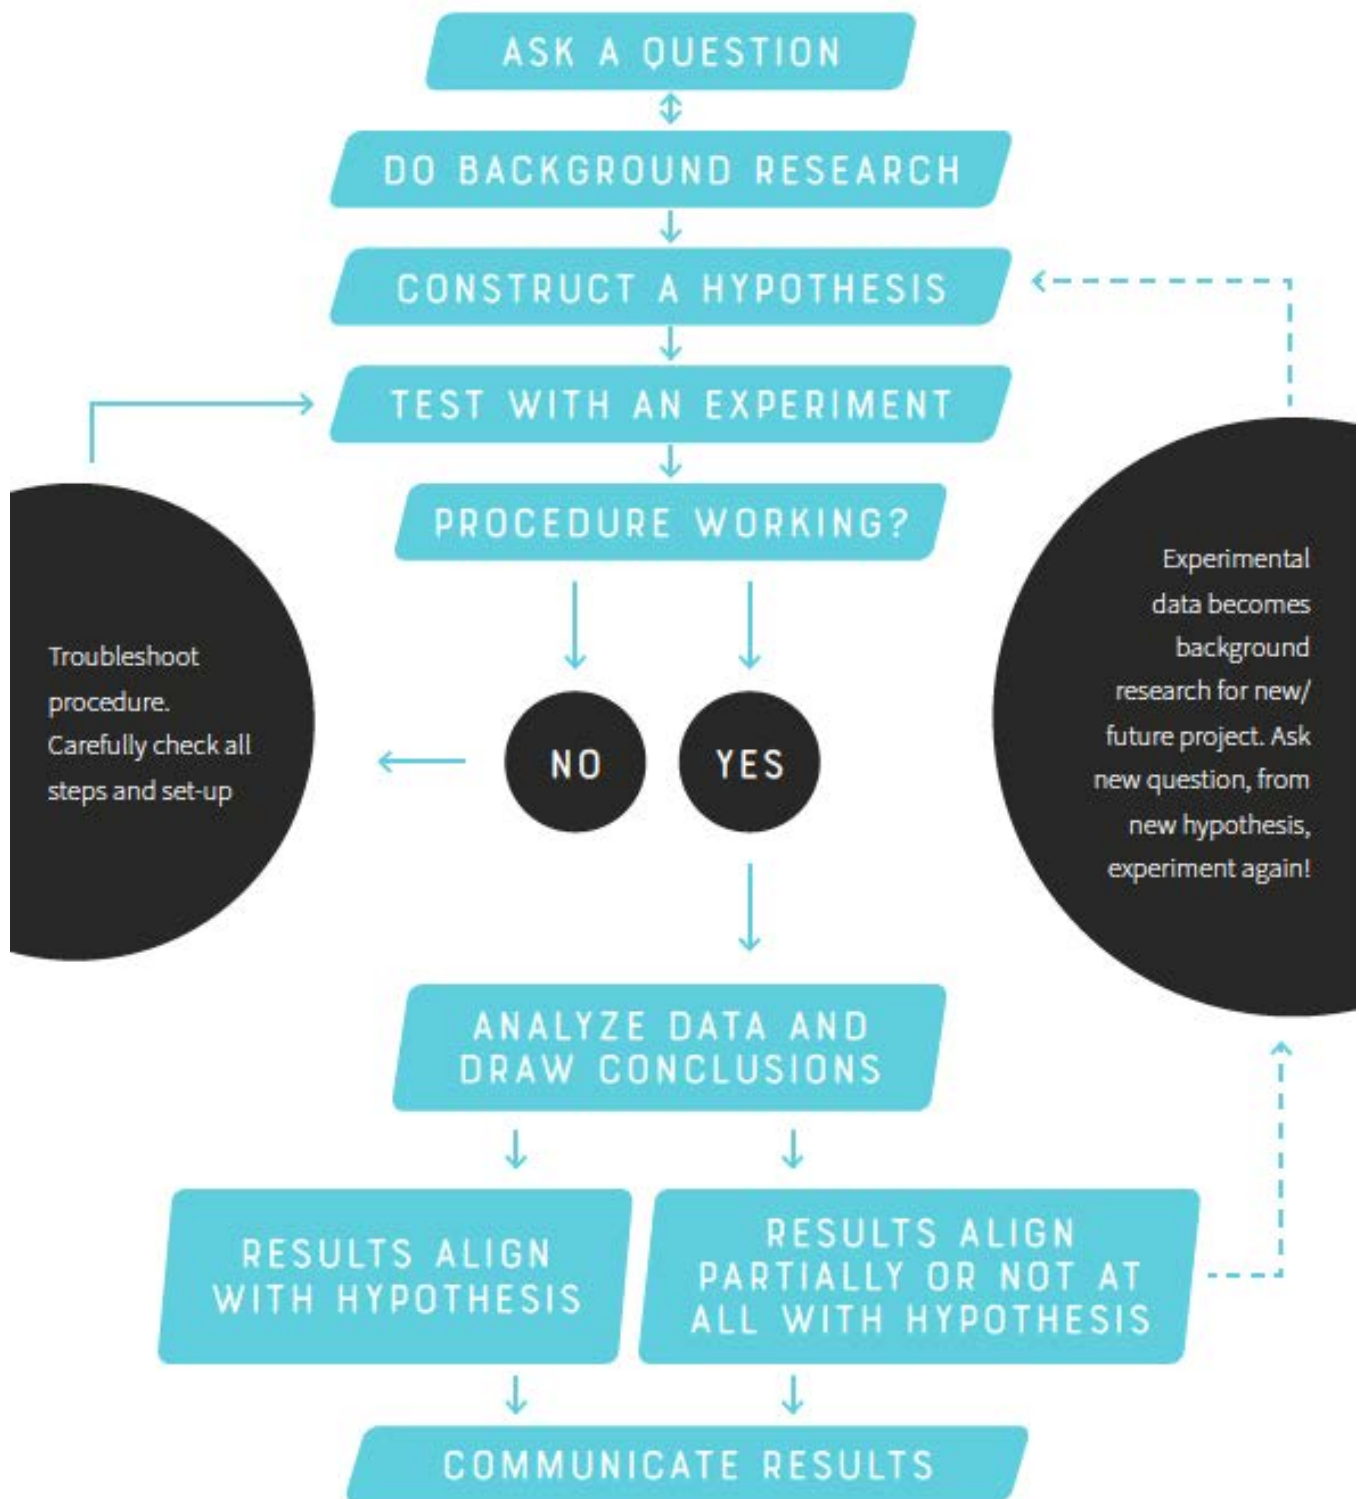 ASK A QUESTION
DO BACKGROUND RESEARCH
CONSTRUCT A HYPOTHESIS
TEST WITH AN EXPERIMENT
PROCEDURE WORKING?
Troubleshoot
procedure.
Carefully check all
steps and set-up
NO
YES
Experimental
data becomes
background
research for new/
future project. Ask
new question, from
new hypothesis,
experiment again!
ANALYZE DATA AND
DRAW CONCLUSIONS
RESULTS ALIGN
WITH HYPOTHESIS
RESULTS ALIGN
PARTIALLY OR NOT AT
ALL WITH HYPOTHESIS
COMMUNICATE RESULTS